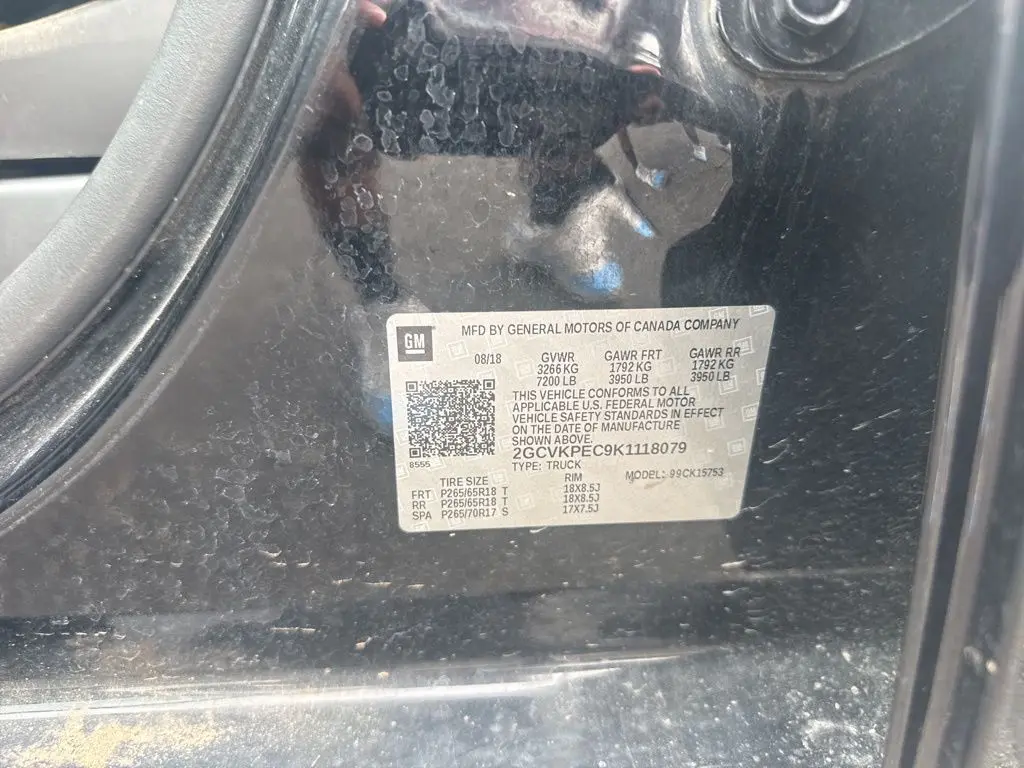 GM
MFD BY GENERAL MOTORS OF CANADA COMPANY
08/18 GVWR GAWR FRT GAWR RR
3266 KG 1792 KG 1792 KG
7200 LB 3950 LB 3950 LB
THIS VEHICLE CONFORMS TO ALL
APPLICABLE U.S. FEDERAL MOTOR
VEHICLE SAFETY STANDARDS IN EFFECT
ON THE DATE OF MANUFACTURE
SHOWN ABOVE.
2GCVKPEC9K1118079
8555 TYPE: TRUCK MODEL: 99CK15753
TIRE SIZE RIM
FRT P265/65R18 T 18X8.5J
RR P265/65R18 T 18X8.5J
SPA P265/70R17 S 17X7.5J